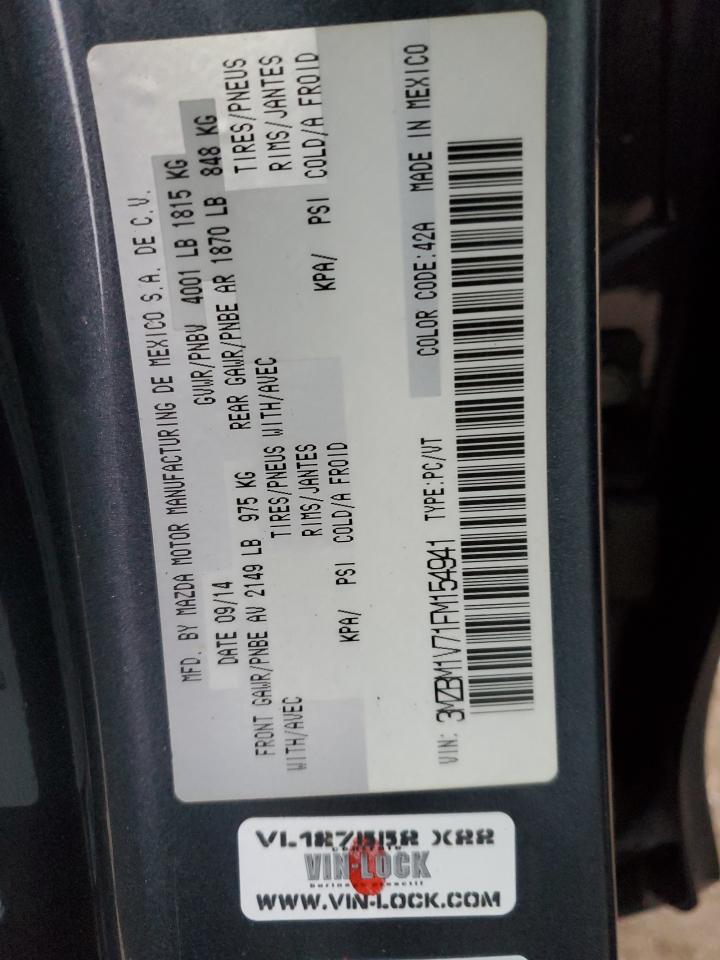 MFD. BY MAZDA MOTOR MANUFACTURING DE MEXICO S.A. DE C.V.
DATE 09/14 GVWR/PNBV 4001 LB 1815 KG
FRONT GAWR/PNBE AV 2149 LB 975 KG REAR GAWR/PNBE AR 1870 LB 848 KG
WITH/AVEC TIRES/PNEUS WITH/AVEC TIRES/PNEUS
RIMS/JANTES RIMS/JANTES
KPA/ PSI COLD/A FROID KPA/ PSI COLD/A FROID
COLOR CODE:42A MADE IN MEXICO
VIN: 3MZBM1V71FM154941 TYPE:PC/VT
VIN-LOCK
WWW.VIN-LOCK.COM